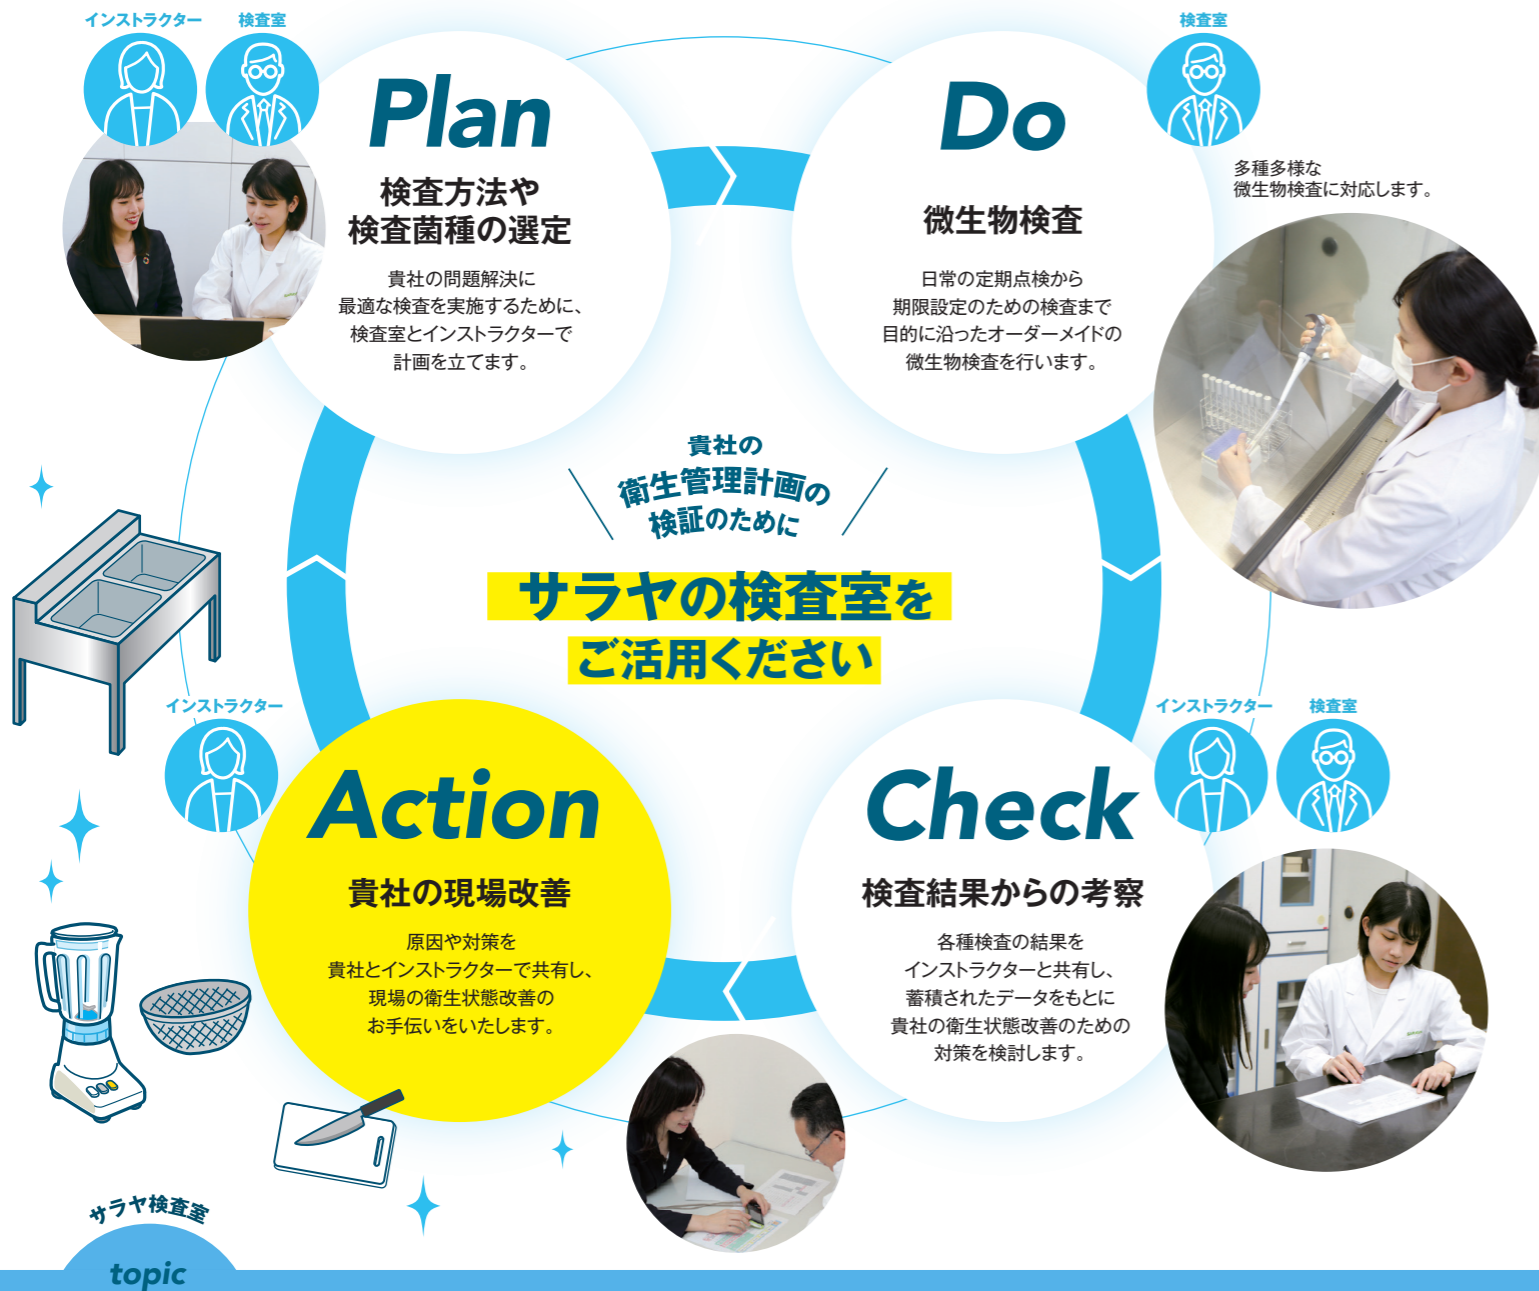 インストラクター
検査室
Plan
検査方法や
検査菌種の選定
貴社の問題解決に
最適な検査を実施するために、
検査室とインストラクターで
計画を立てます。
検査室
Do
微生物検査
日常の定期点検から
期限設定のための検査まで
目的に沿ったオーダーメイドの
微生物検査を行います。
多種多様な
微生物検査に対応します。
貴社の
衛生管理計画の
検証のために
サラヤの検査室を
ご活用ください
インストラクター
Action
貴社の現場改善
原因や対策を
貴社とインストラクターで共有し、
現場の衛生状態改善の
お手伝いをいたします。
インストラクター
検査室
Check
検査結果からの考察
各種検査の結果を
インストラクターと共有し、
蓄積されたデータをもとに
貴社の衛生状態改善のための
対策を検討します。
サラヤ検査室
topic